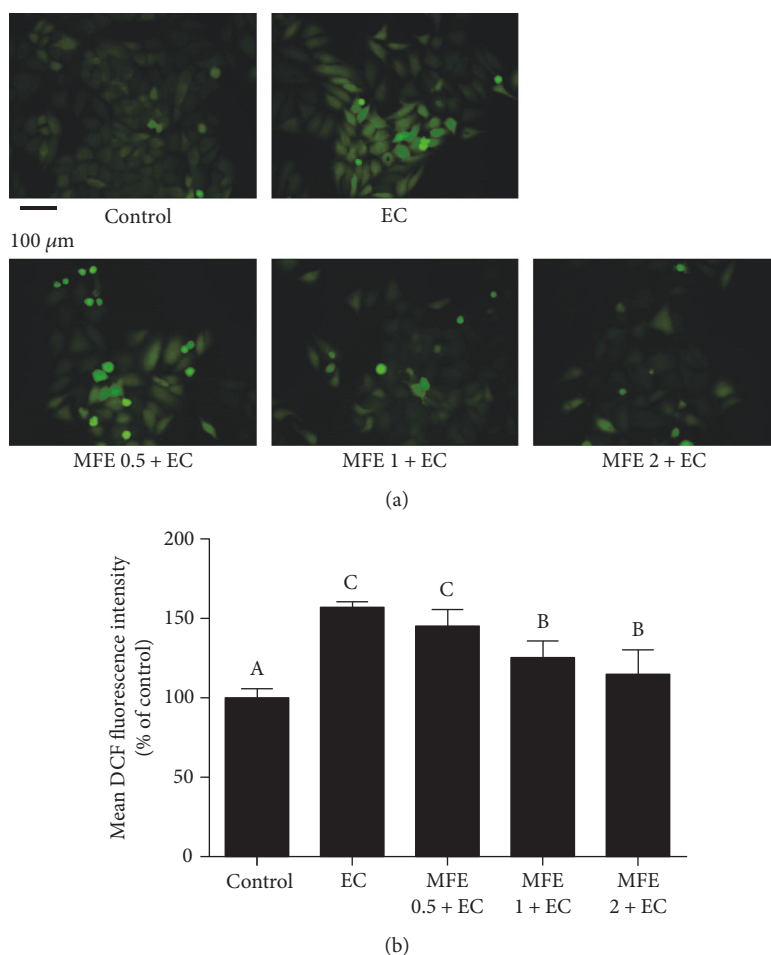 Control
EC
100 μm
MFE 0.5 + EC
MFE 1 + EC
MFE 2 + EC
(a)
Mean DCF fluorescence intensity
(% of control)
200
150
100
50
0
A
C
C
B
B
Control
EC
MFE
0.5 + EC
MFE
1 + EC
MFE
2 + EC
(b)